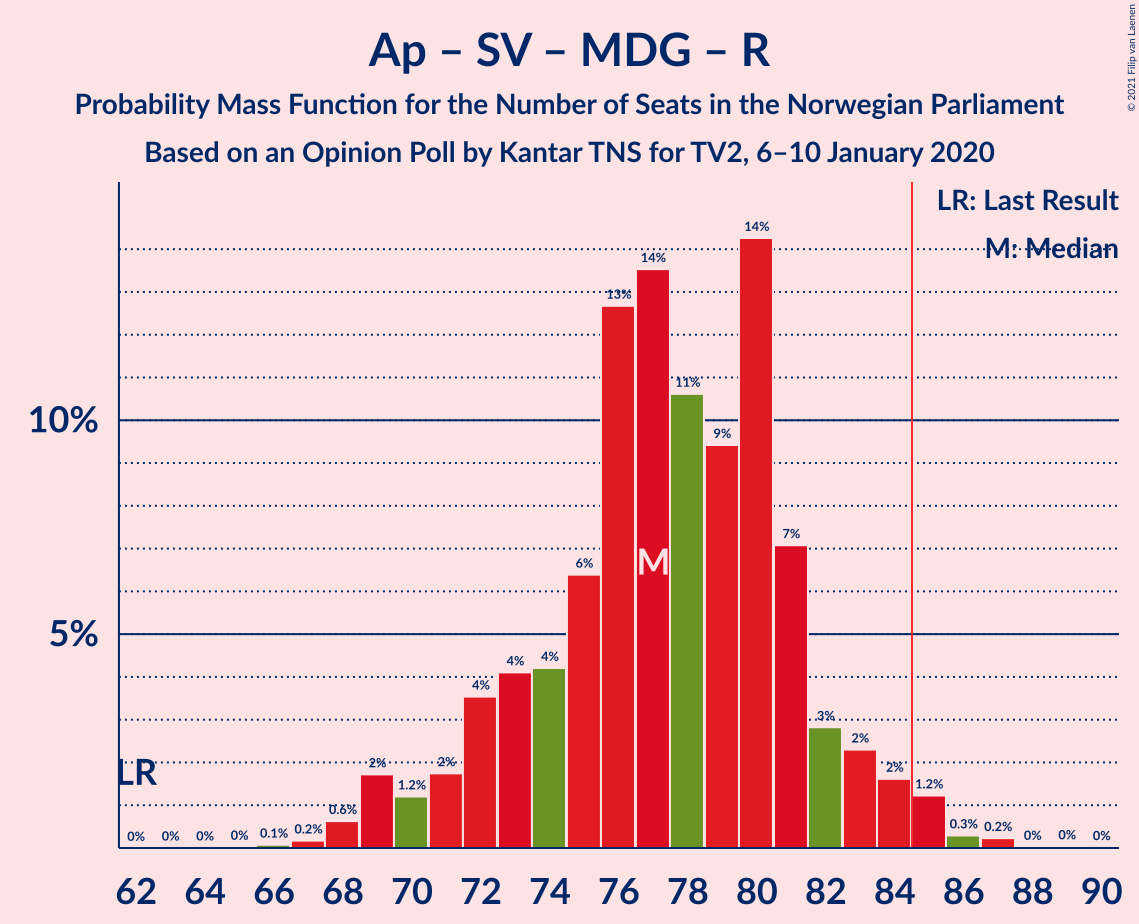 Ap – SV – MDG – R
Probability Mass Function for the Number of Seats in the Norwegian Parliament
Based on an Opinion Poll by Kantar TNS for TV2, 6–10 January 2020
© 2021 Filip van Laenen
LR: Last Result
M: Median
10%
5%
LR
M
0% 0% 0% 0% 0.1% 0.2% 0.6% 2% 1.2% 2% 4% 4% 4% 6% 13% 14% 11% 9% 14% 7% 3% 2% 2% 1.2% 0.3% 0.2% 0% 0% 0%
62 64 66 68 70 72 74 76 78 80 82 84 86 88 90